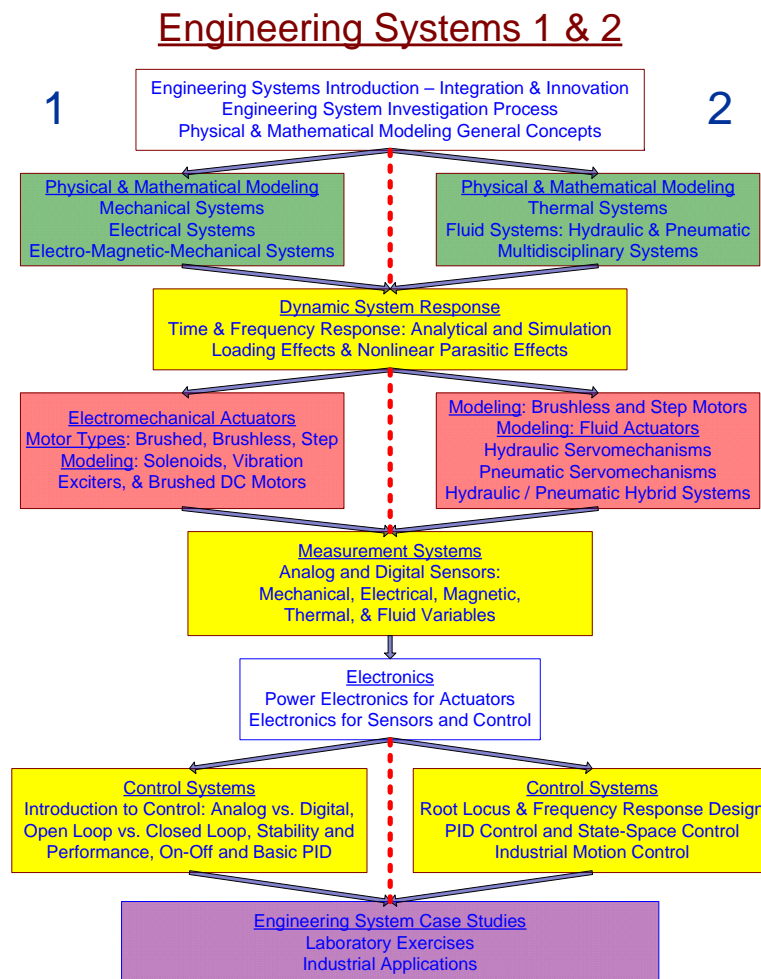 Engineering Systems 1 & 2
1
2
Engineering Systems Introduction – Integration & Innovation
Engineering System Investigation Process
Physical & Mathematical Modeling General Concepts
Physical & Mathematical Modeling
Mechanical Systems
Electrical Systems
Electro-Magnetic-Mechanical Systems
Physical & Mathematical Modeling
Thermal Systems
Fluid Systems: Hydraulic & Pneumatic
Multidisciplinary Systems
Dynamic System Response
Time & Frequency Response: Analytical and Simulation
Loading Effects & Nonlinear Parasitic Effects
Electromechanical Actuators
Motor Types: Brushed, Brushless, Step
Modeling: Solenoids, Vibration
Exciters, & Brushed DC Motors
Modeling: Brushless and Step Motors
Modeling: Fluid Actuators
Hydraulic Servomechanisms
Pneumatic Servomechanisms
Hydraulic / Pneumatic Hybrid Systems
Measurement Systems
Analog and Digital Sensors:
Mechanical, Electrical, Magnetic,
Thermal, & Fluid Variables
Electronics
Power Electronics for Actuators
Electronics for Sensors and Control
Control Systems
Introduction to Control: Analog vs. Digital,
Open Loop vs. Closed Loop, Stability and
Performance, On-Off and Basic PID
Control Systems
Root Locus & Frequency Response Design
PID Control and State-Space Control
Industrial Motion Control
Engineering System Case Studies
Laboratory Exercises
Industrial Applications